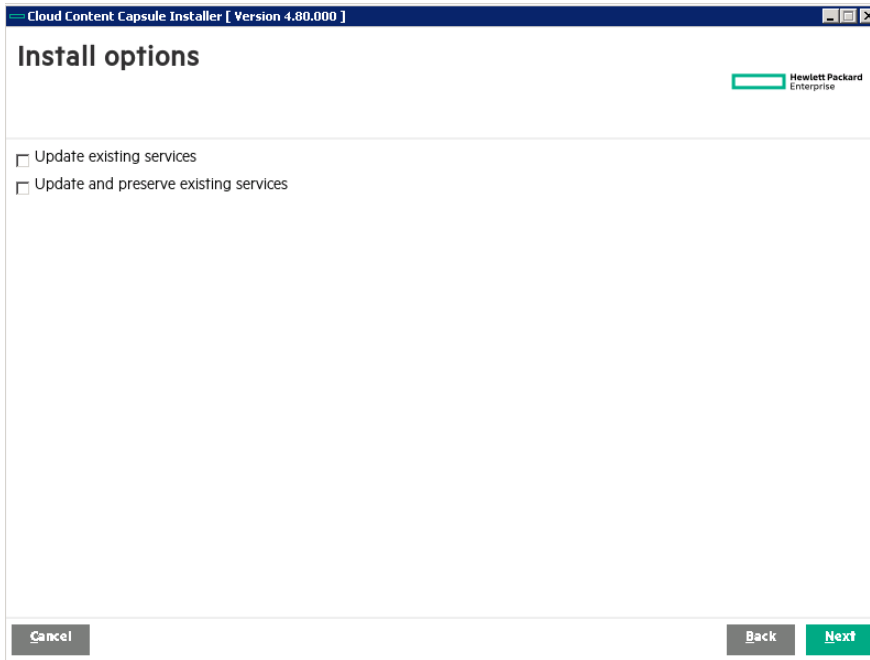 Cloud Content Capsule Installer [ Version 4.80.000 ]
Install options
Hewlett Packard
Enterprise
Update existing services
Update and preserve existing services
Cancel
Back
Next